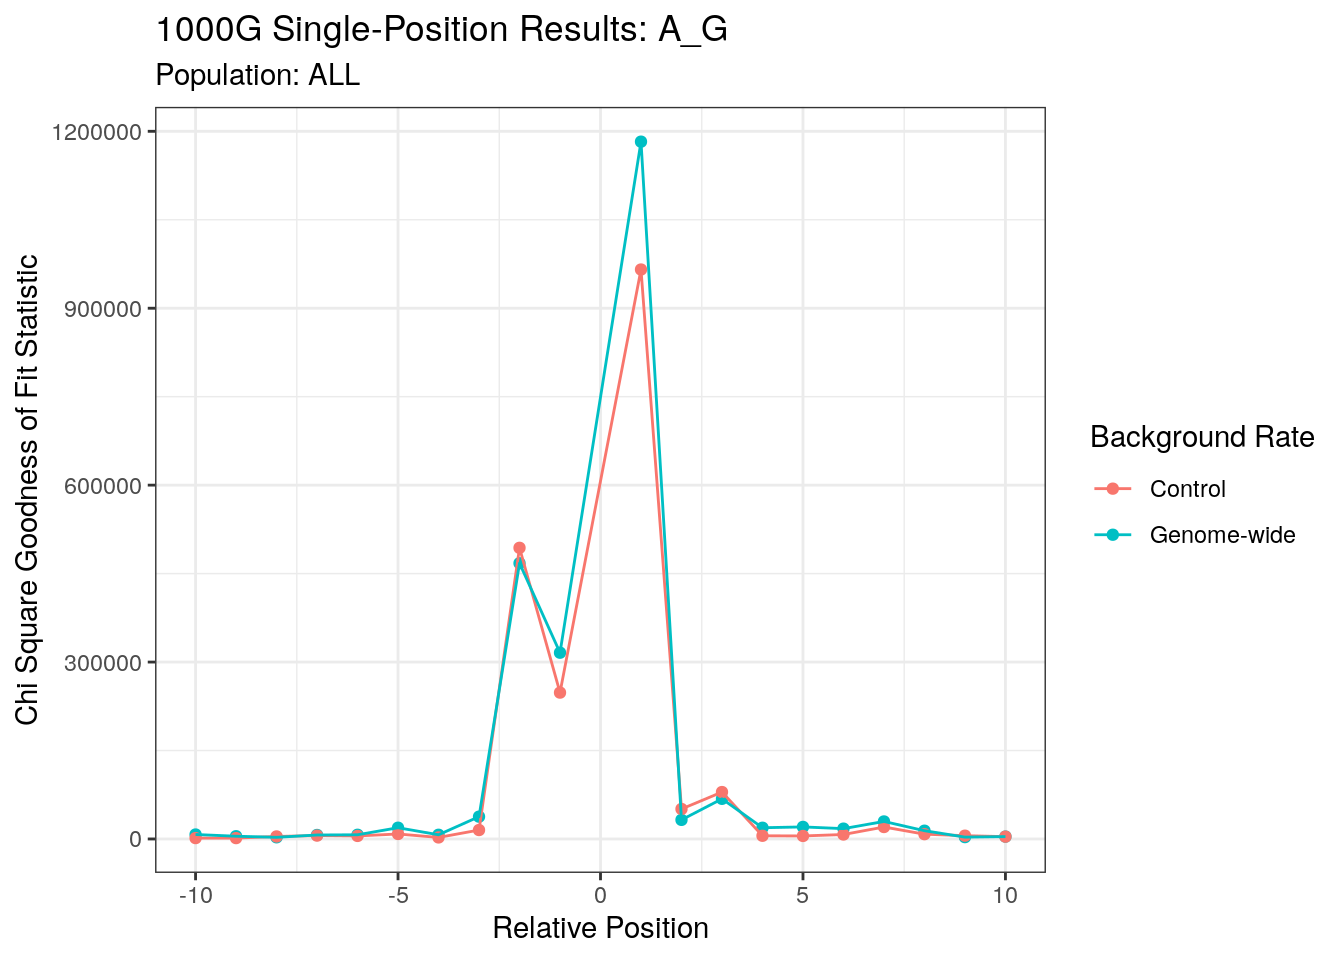 1000G Single-Position Results: A_G
Population: ALL
Chi Square Goodness of Fit Statistic
1200000
900000
600000
300000
0
-10
-5
0
5
10
Relative Position
Background Rate
Control
Genome-wide